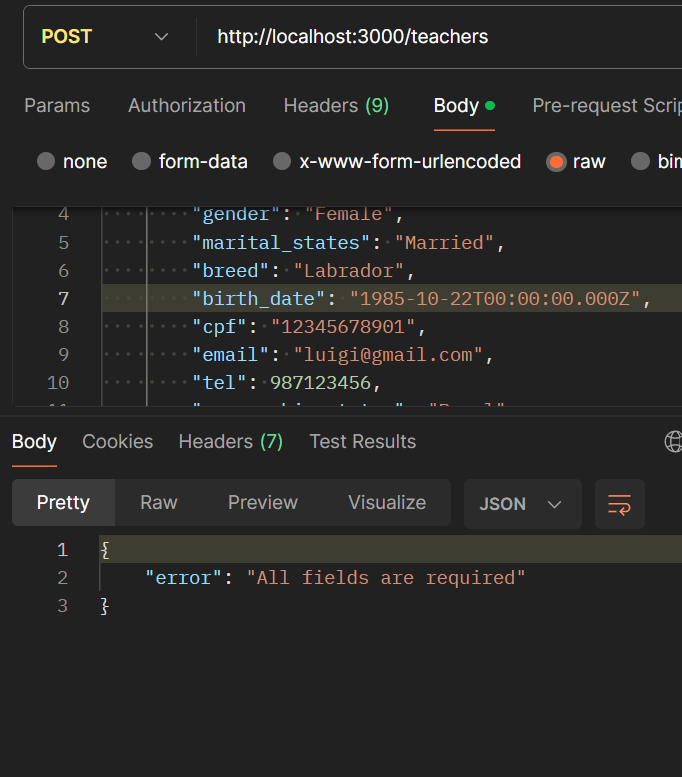 POST http://localhost:3000/teachers
Params Authorization Headers (9) Body Pre-request Scrip
none form-data x-www-form-urlencoded raw bin
4 "gender": "Female",
5 "marital_states": "Married",
6 "breed": "Labrador",
7 "birth_date": "1985-10-22T00:00:00.000Z",
8 "cpf": "12345678901",
9 "email": "luigi@gmail.com",
10 "tel": 987123456,
Body Cookies Headers (7) Test Results
Pretty Raw Preview Visualize JSON
1 {
2 "error": "All fields are required"
3 }